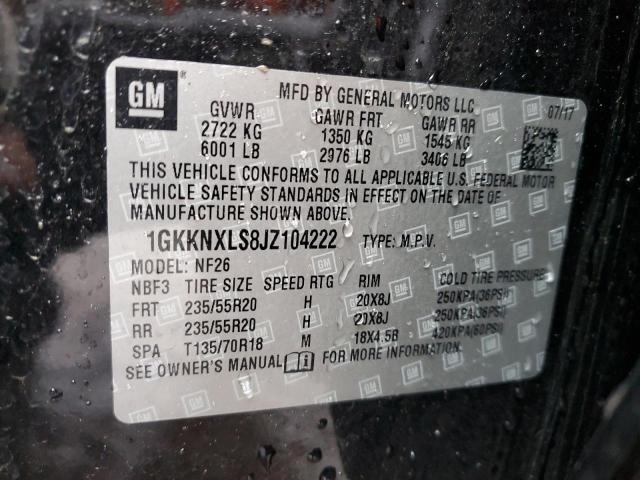 GM ®
MFD BY GENERAL MOTORS LLC
07/17
GVWR GAWR FRT GAWR RR
2722 KG 1350 KG 1545 KG
6001 LB 2976 LB 3406 LB
THIS VEHICLE CONFORMS TO ALL APPLICABLE U.S. FEDERAL MOTOR
VEHICLE SAFETY STANDARDS IN EFFECT ON THE DATE OF
MANUFACTURE SHOWN ABOVE.
1GKKNXLS8JZ104222 TYPE: M.P.V.
MODEL: NF26
NBF3 TIRE SIZE SPEED RTG RIM COLD TIRE PRESSURE
FRT 235/55R20 H 20X8J 250KPA(36PSI)
RR 235/55R20 H 20X8J 250KPA(36PSI)
SPA T135/70R18 M 18X4.5B 420KPA(60PSI)
SEE OWNER'S MANUAL FOR MORE INFORMATION.